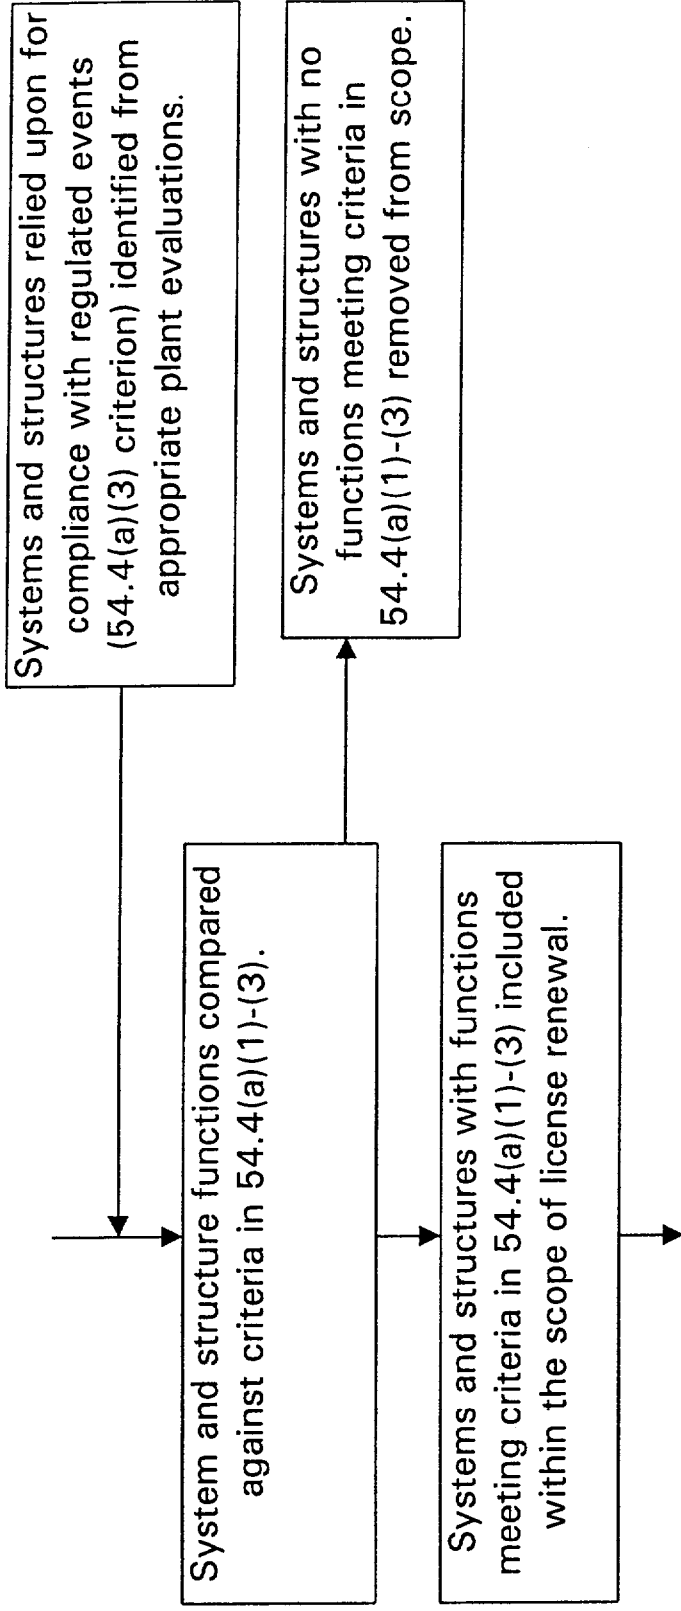 Systems and structures relied upon for
compliance with regulated events
(54.4(a)(3) criterion) identified from
appropriate plant evaluations.
System and structure functions compared
against criteria in 54.4(a)(1)-(3).
Systems and structures with no
functions meeting criteria in
54.4(a)(1)-(3) removed from scope.
Systems and structures with functions
meeting criteria in 54.4(a)(1)-(3) included
within the scope of license renewal.